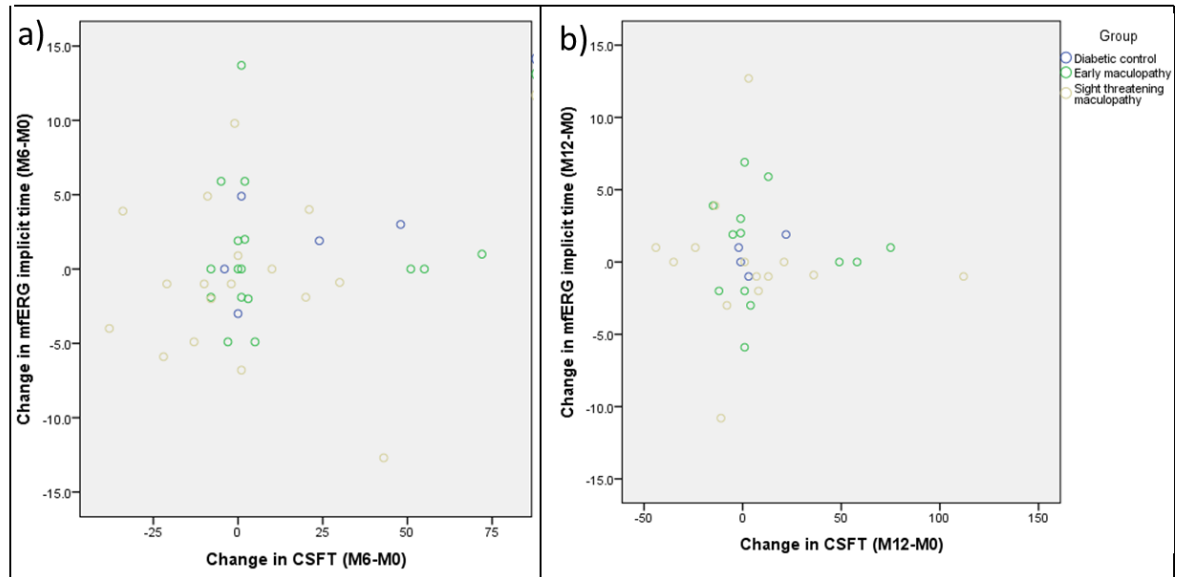 a)
15.0
10.0
5.0
.0
-5.0
-10.0
-15.0
Change in mfERG implicit time (M6-M0)
-25
0
25
50
75
Change in CSFT (M6-M0)
b)
15.0
10.0
5.0
.0
-5.0
-10.0
-15.0
Change in mfERG implicit time (M12-M0)
-50
0
50
100
150
Change in CSFT (M12-M0)
Group
Diabetic control
Early maculopathy
Sight threatening
maculopathy